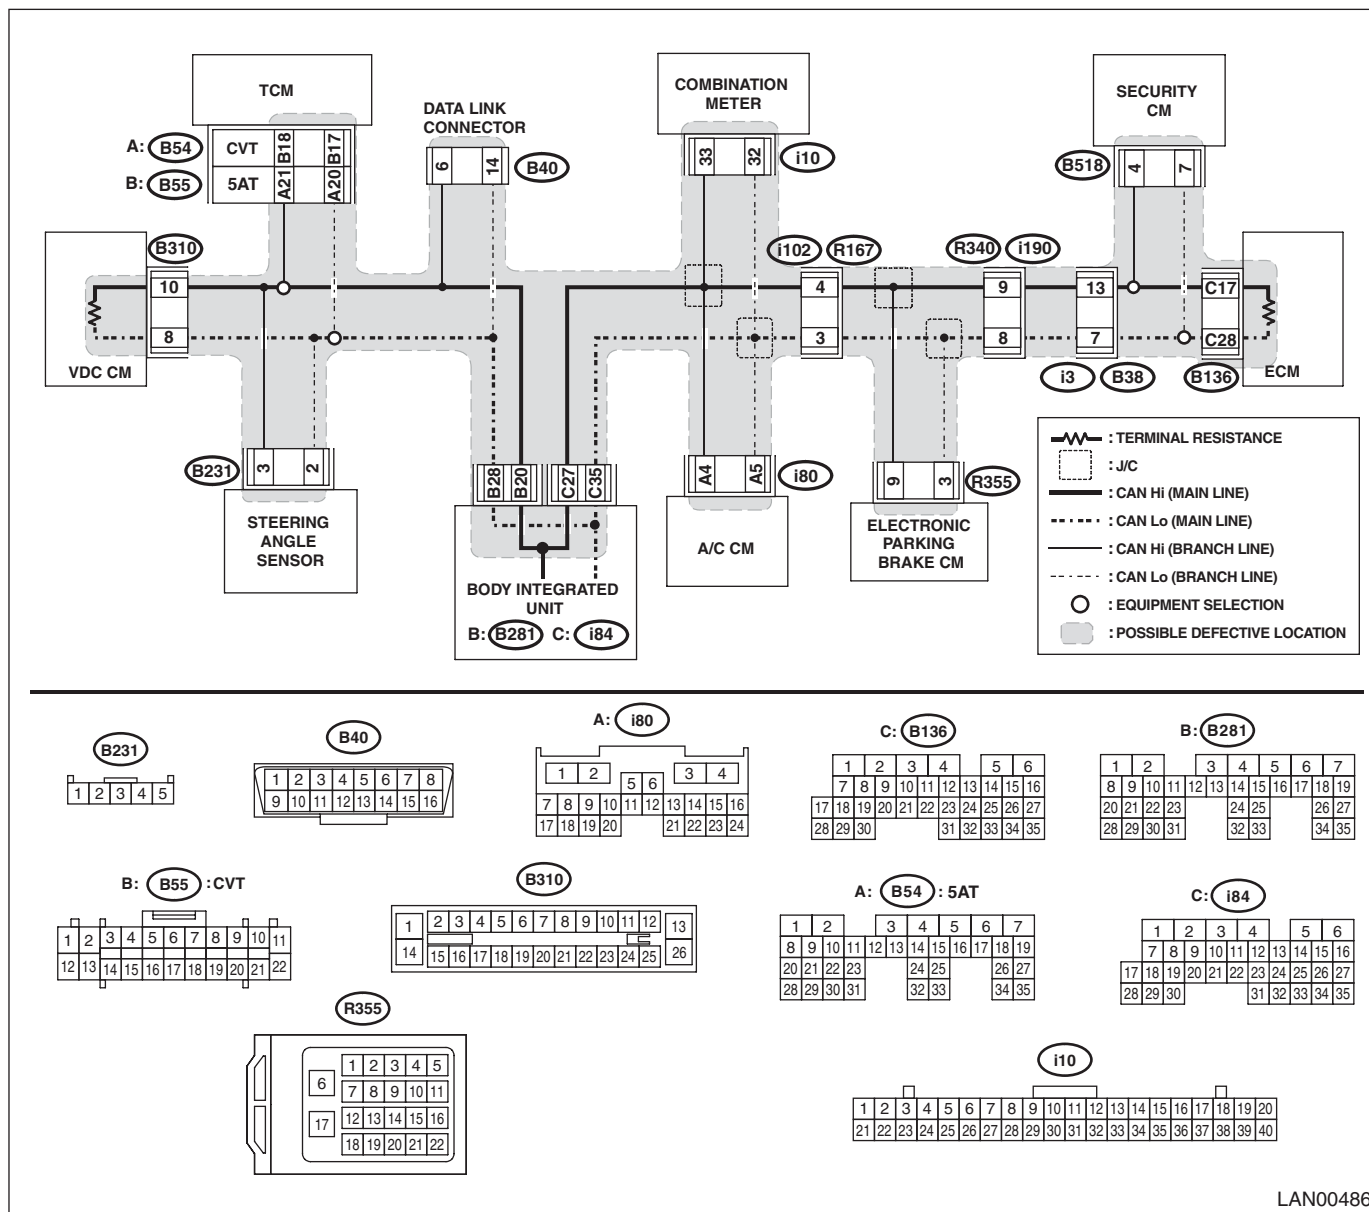 TCM
A: B54
CVT B18 B17
B: B55
5AT A21 A20
DATA LINK
CONNECTOR
6 14 B40
COMBINATION
METER
33 32 i10
SECURITY
CM
B518 4 7
B310
10
8
VDC CM
i102 R167
4
3
R340 i190
9
8
13
7
i3 B38
C17
C28
B136
ECM
B231 3 2
STEERING
ANGLE
SENSOR
B28 B20 C27 C35
BODY INTEGRATED
UNIT
B: B281 C: i84
A4 A5 i80
A/C CM
9 3 R355
ELECTRONIC
PARKING
BRAKE CM
: TERMINAL RESISTANCE
: J/C
: CAN Hi (MAIN LINE)
: CAN Lo (MAIN LINE)
: CAN Hi (BRANCH LINE)
: CAN Lo (BRANCH LINE)
: EQUIPMENT SELECTION
: POSSIBLE DEFECTIVE LOCATION
B231
1 2 3 4 5
B40
1 2 3 4 5 6 7 8
9 10 11 12 13 14 15 16
A: i80
1 2 3 4
5 6
7 8 9 10 11 12 13 14 15 16
17 18 19 20 21 22 23 24
C: B136
1 2 3 4 5 6
7 8 9 10 11 12 13 14 15 16
17 18 19 20 21 22 23 24 25 26 27
28 29 30 31 32 33 34 35
B: B281
1 2 3 4 5 6 7
8 9 10 11 12 13 14 15 16 17 18 19
20 21 22 23 24 25 26 27
28 29 30 31 32 33 34 35
B: B55 : CVT
1 2 3 4 5 6 7 8 9 10 11
12 13 14 15 16 17 18 19 20 21 22
B310
1 2 3 4 5 6 7 8 9 10 11 12 13
14 15 16 17 18 19 20 21 22 23 24 25 26
A: B54 : 5AT
1 2 3 4 5 6 7
8 9 10 11 12 13 14 15 16 17 18 19
20 21 22 23 24 25 26 27
28 29 30 31 32 33 34 35
C: i84
1 2 3 4 5 6
7 8 9 10 11 12 13 14 15 16
17 18 19 20 21 22 23 24 25 26 27
28 29 30 31 32 33 34 35
R355
1 2 3 4 5
6
7 8 9 10 11
12 13 14 15 16
17
18 19 20 21 22
i10
1 2 3 4 5 6 7 8 9 10 11 12 13 14 15 16 17 18 19 20
21 22 23 24 25 26 27 28 29 30 31 32 33 34 35 36 37 38 39 40
LAN00486